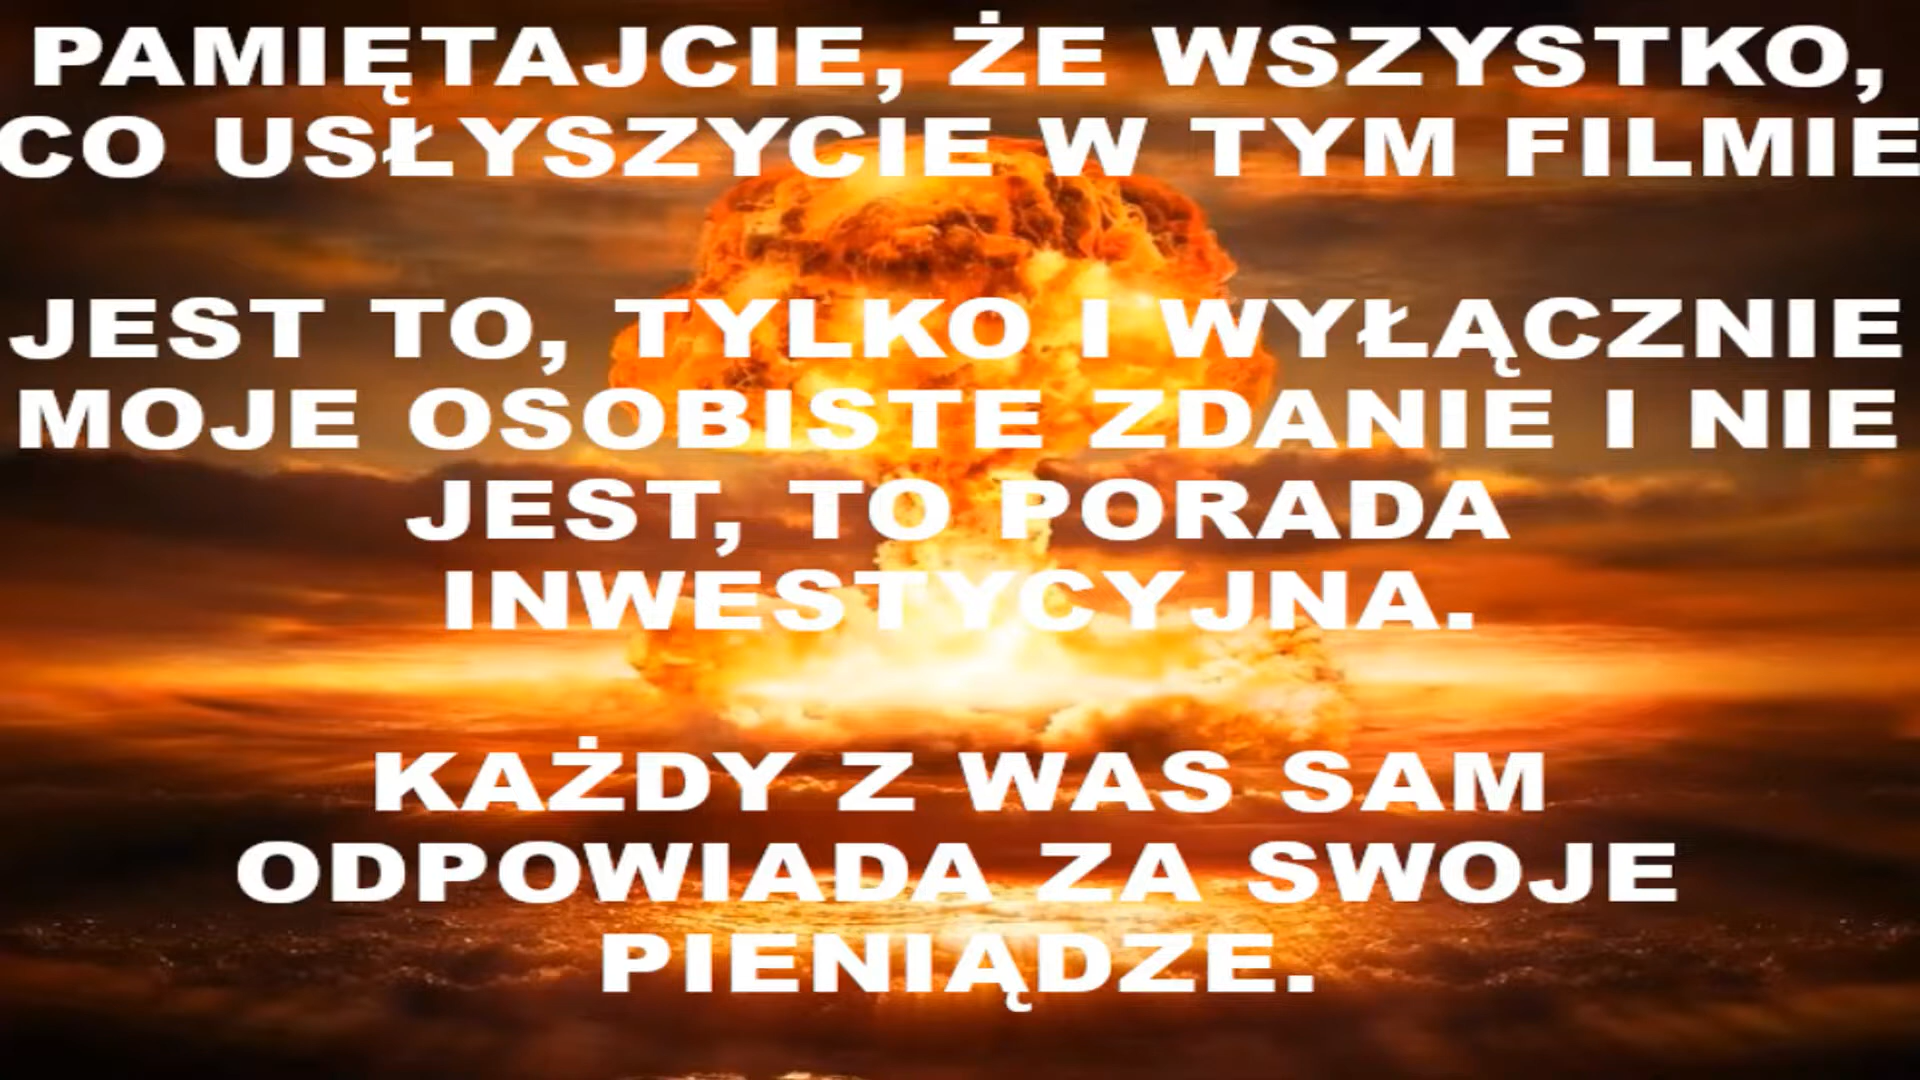 PAMIĘTAJCIE, ŻE WSZYSTKO,
CO USŁYSZYCIE W TYM FILMIE
JEST TO, TYLKO I WYŁĄCZNIE
MOJE OSOBISTE ZDANIE I NIE
JEST, TO PORADA
INWESTYCYJNA.
KAŻDY Z WAS SAM
ODPOWIADA ZA SWOJE
PIENIĄDZE.